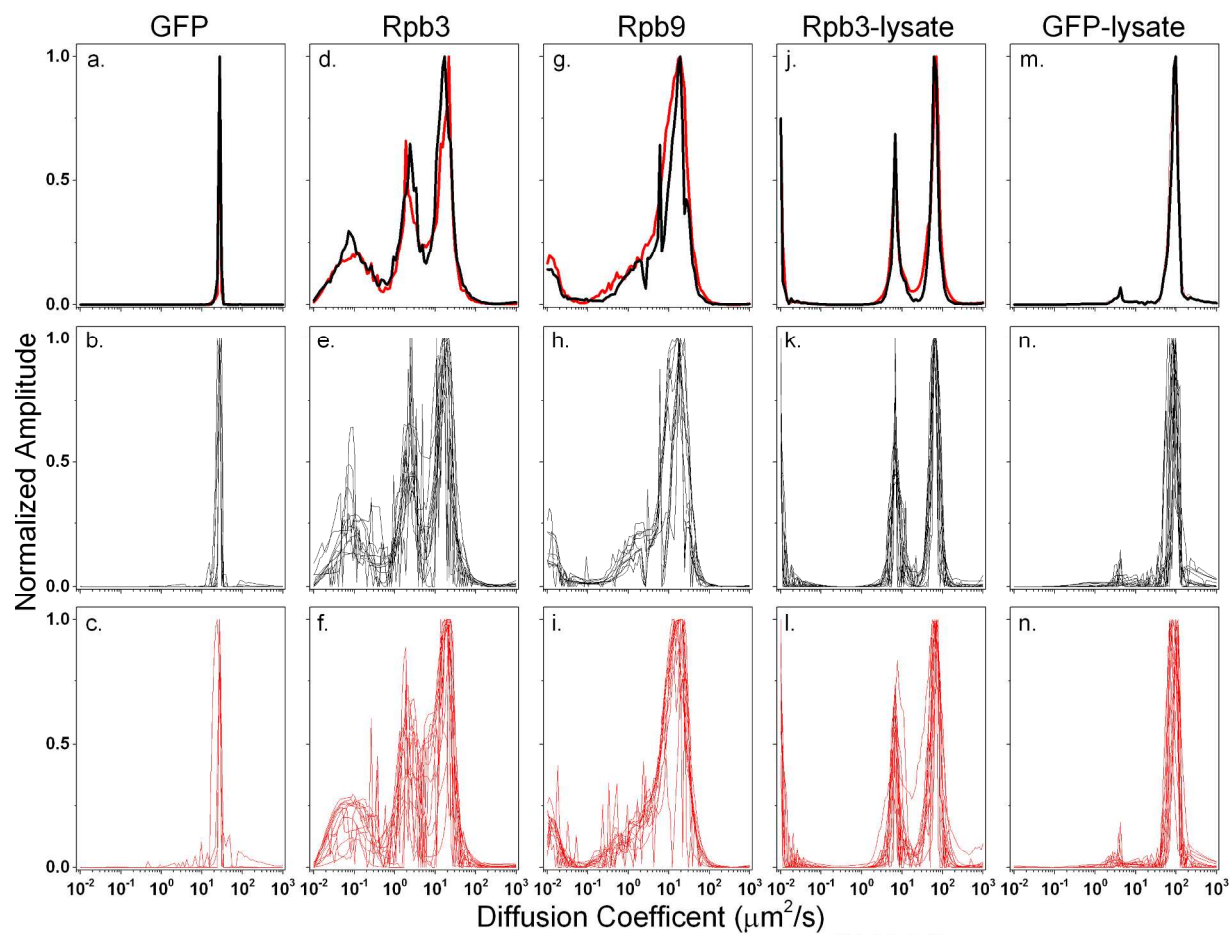 GFP Rpb3 Rpb9 Rpb3-lysate GFP-lysate
1.0 a. d. g. j. m.
0.5
0.0
1.0 b. e. h. k. n.
0.5
0.0
1.0 c. f. i. l. n.
0.5
0.0
Normalized Amplitude
10-2 10-1 100 101 102 103 10-2 10-1 100 101 102 103 10-2 10-1 100 101 102 103 10-2 10-1 100 101 102 103 10-2 10-1 100 101 102 103
Diffusion Coefficent (μm2/s)